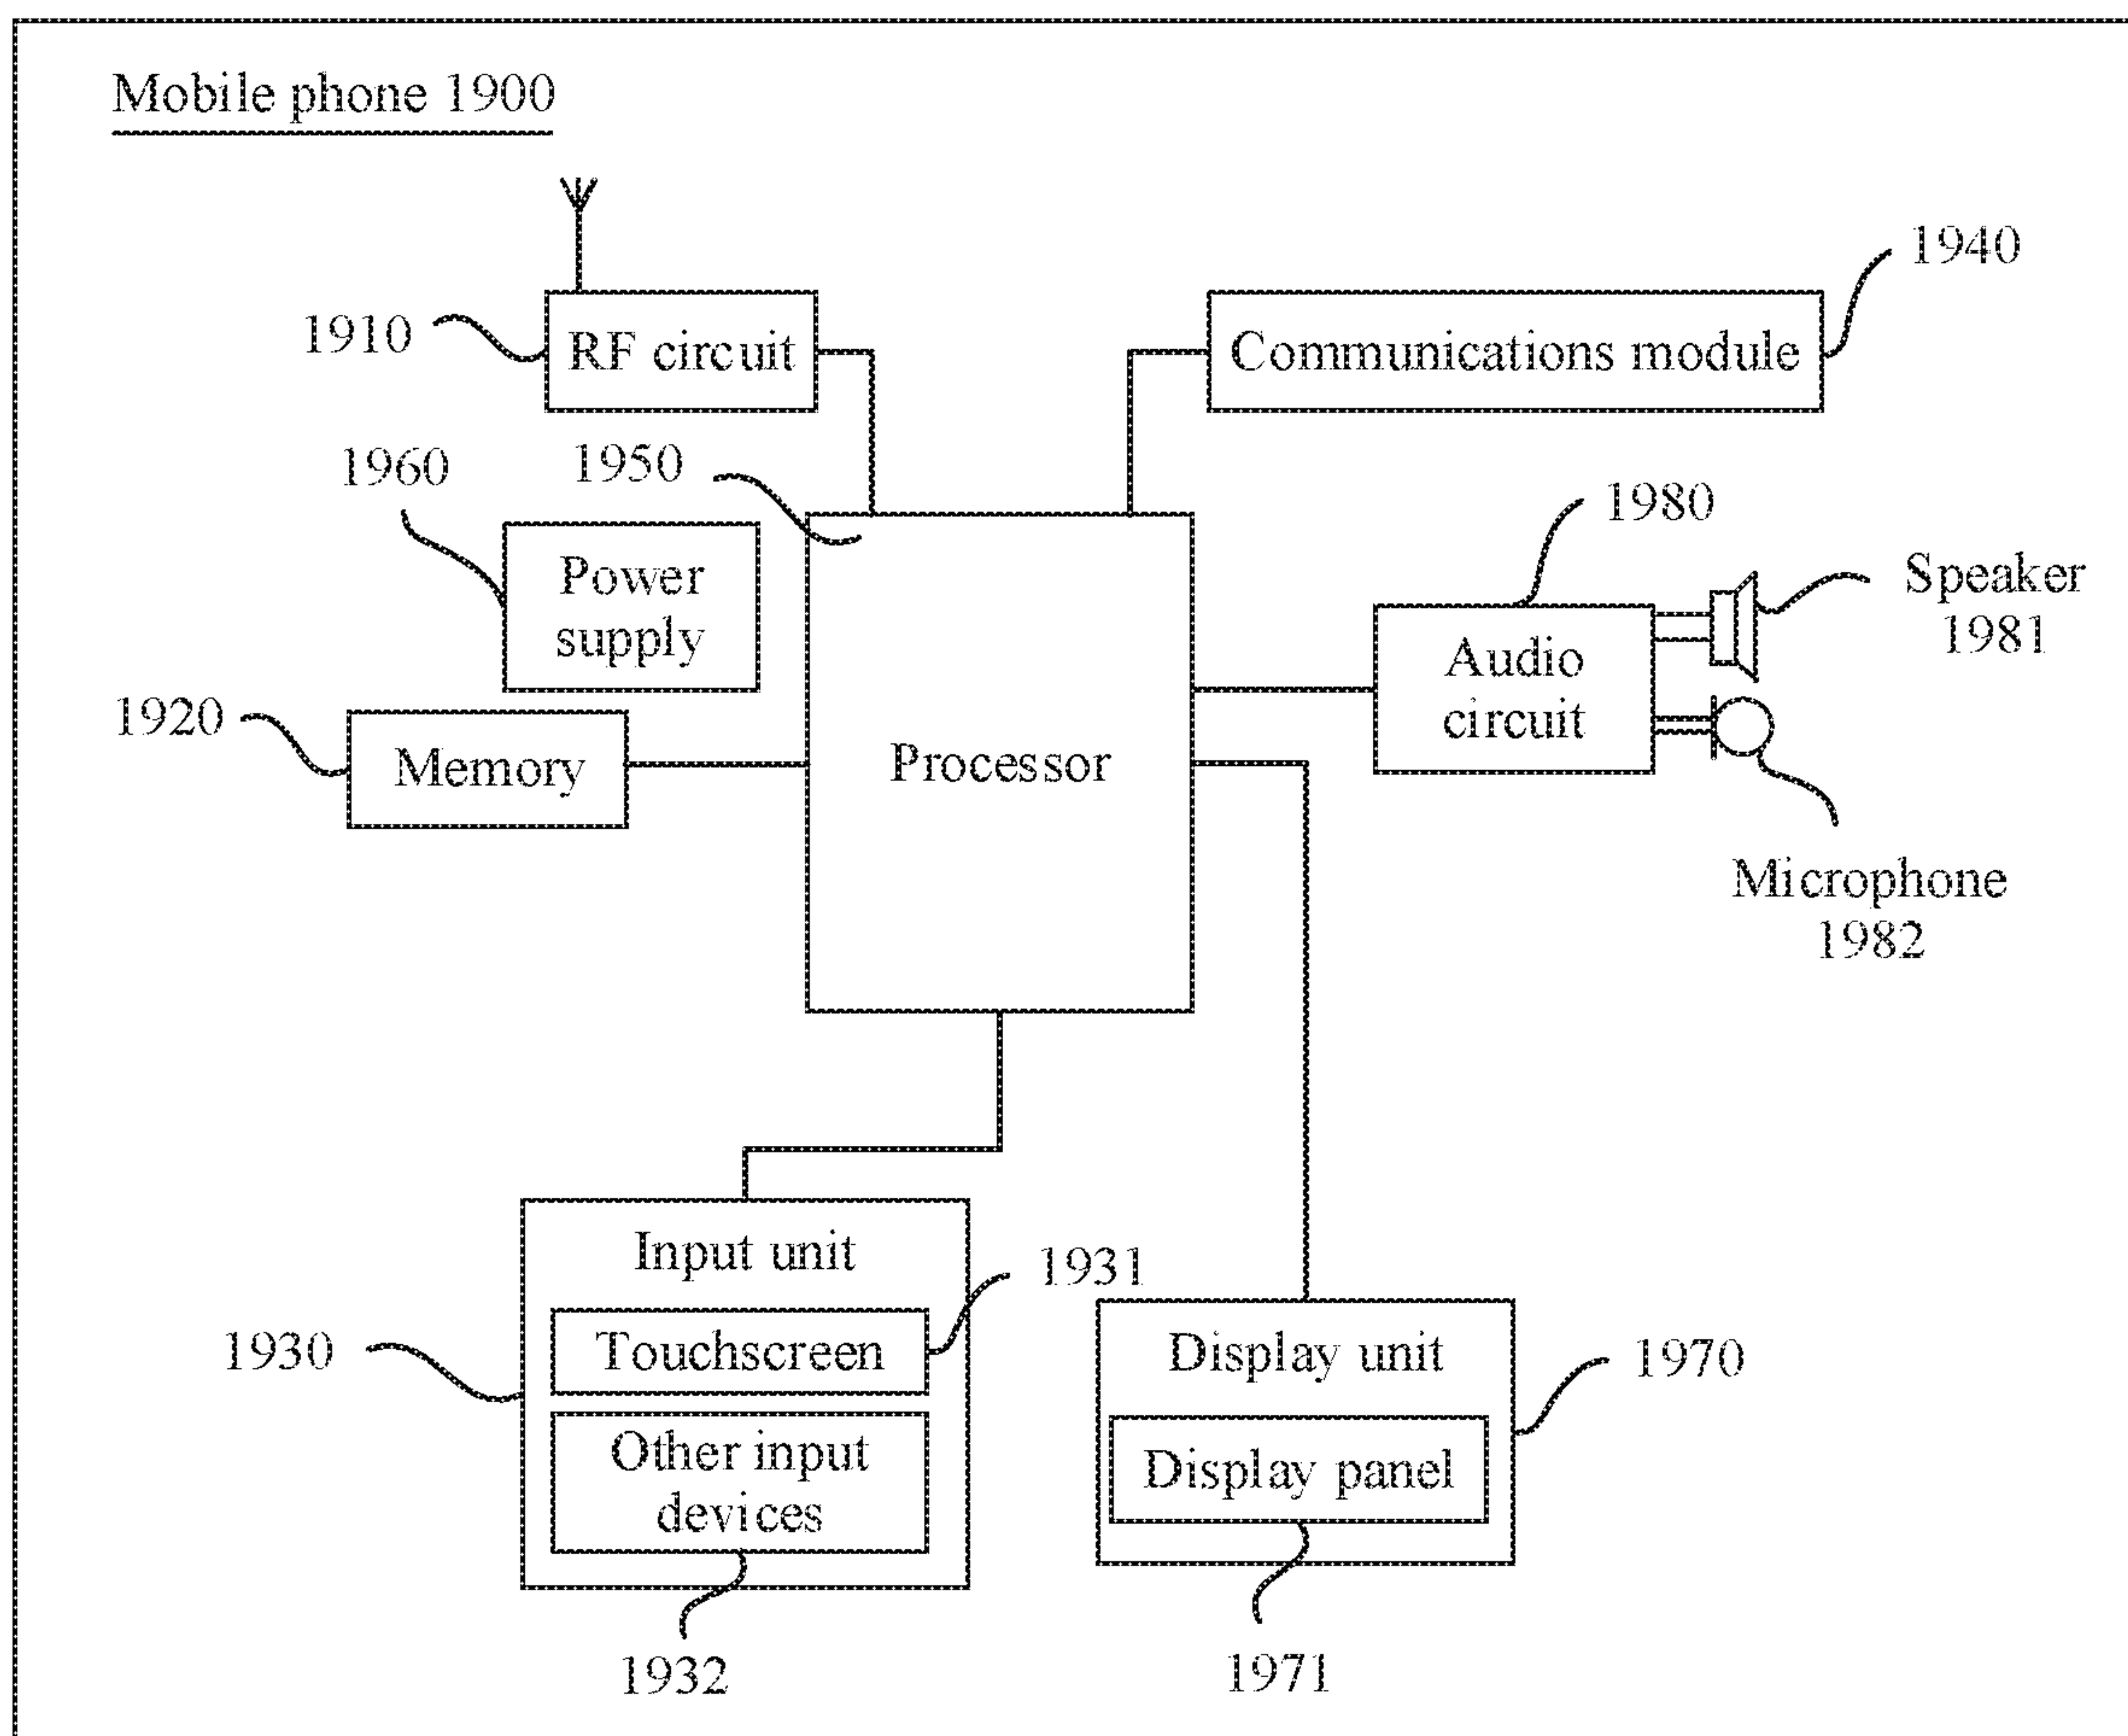 Mobile phone 1900
1940
1910
RF circuit
Communications module
1960
1950
1980
Power
supply
Speaker
1981
Audio
circuit
1920
Memory
Processor
Microphone
1982
Input unit
1931
1930
Touchscreen
Display unit
1970
Other input
devices
Display panel
1932
1971